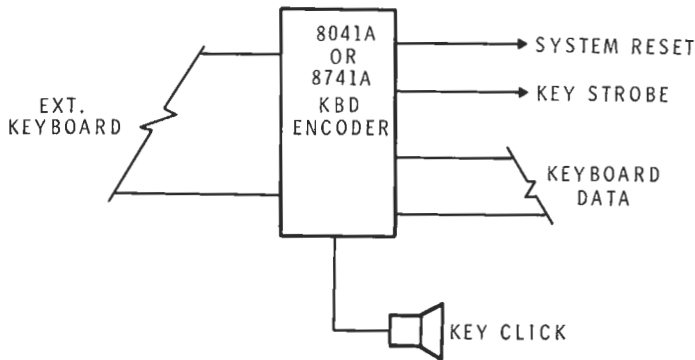 8041A
OR
8741A
KBD
ENCODER
EXT.
KEYBOARD
SYSTEM RESET
KEY STROBE
KEYBOARD
DATA
KEY CLICK